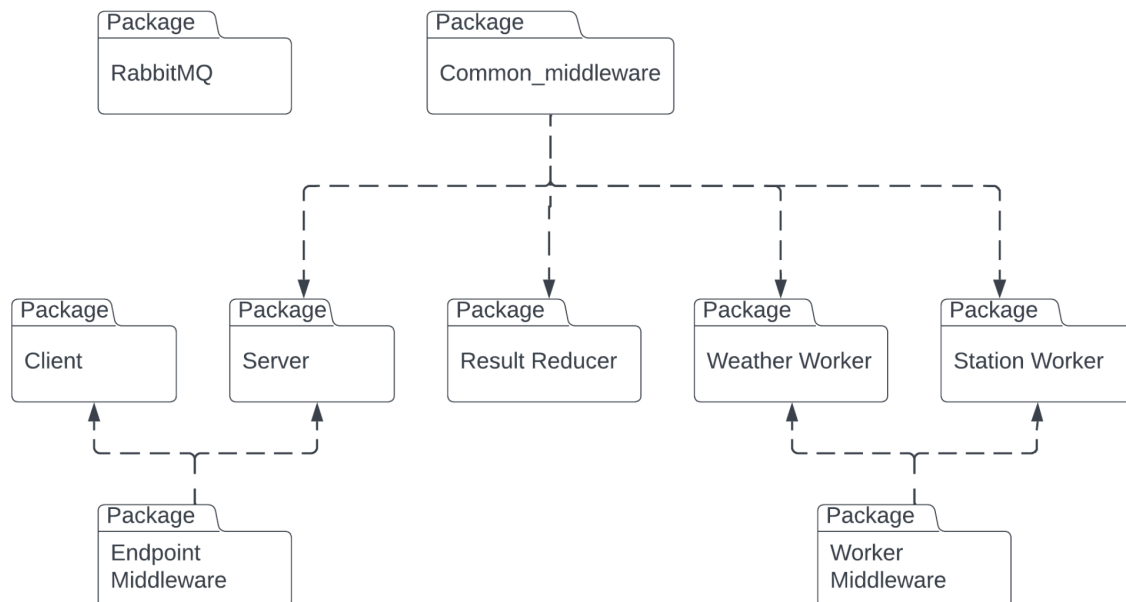 Package
RabbitMQ
Package
Common_middleware
Package
Client
Package
Server
Package
Result Reducer
Package
Weather Worker
Package
Station Worker
Package
Endpoint
Middleware
Package
Worker
Middleware